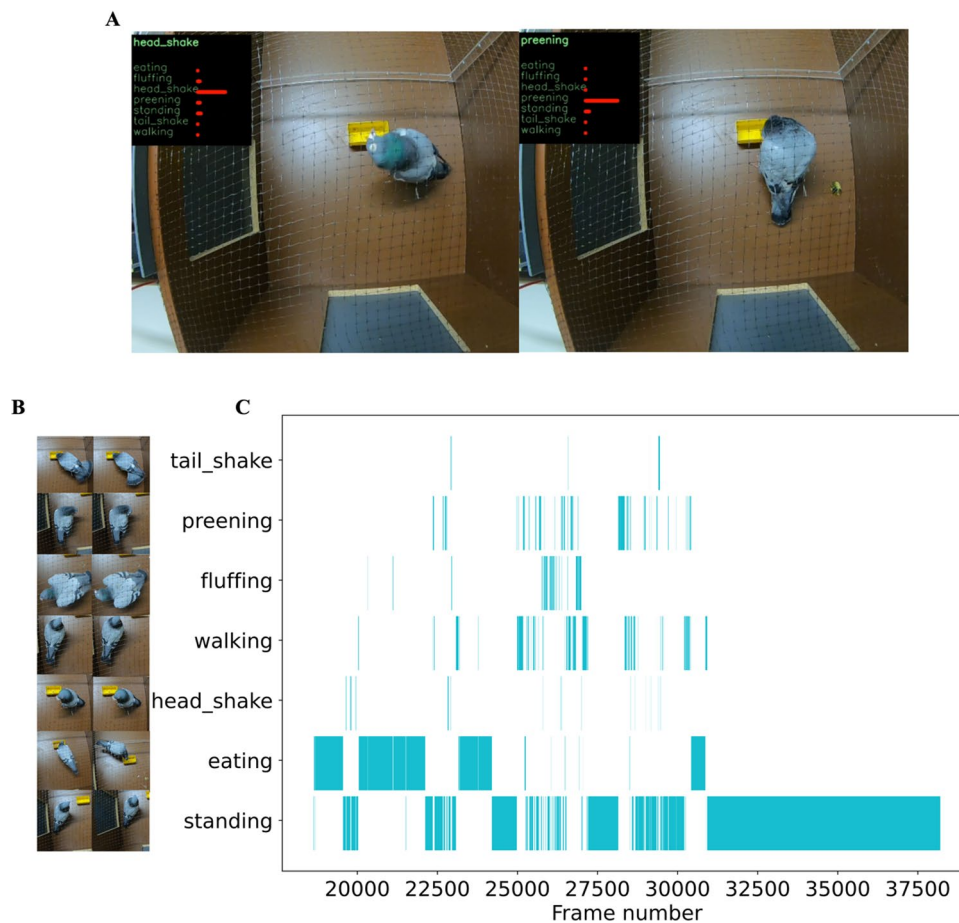 A
head_shake
eating
fluffing
head_shake
preening
standing
tail_shake
walking
preening
eating
fluffing
head_shake
preening
standing
tail_shake
walking
B
C
tail_shake
preening
fluffing
walking
head_shake
eating
standing
20000 22500 25000 27500 30000 32500 35000 37500
Frame number